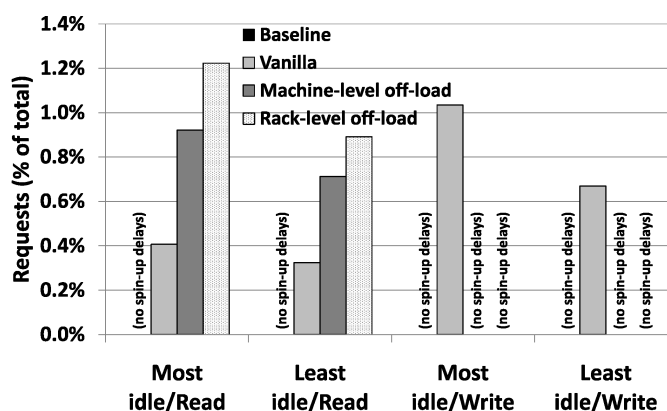 1.4%
1.2%
1.0%
0.8%
0.6%
0.4%
0.2%
0.0%
Requests (% of total)
Baseline
Vanilla
Machine-level off-load
Rack-level off-load
(no spin-up delays)
(no spin-up delays)
(no spin-up delays)
(no spin-up delays)
(no spin-up delays)
(no spin-up delays)
(no spin-up delays)
(no spin-up delays)
Most
idle/Read
Least
idle/Read
Most
idle/Write
Least
idle/Write